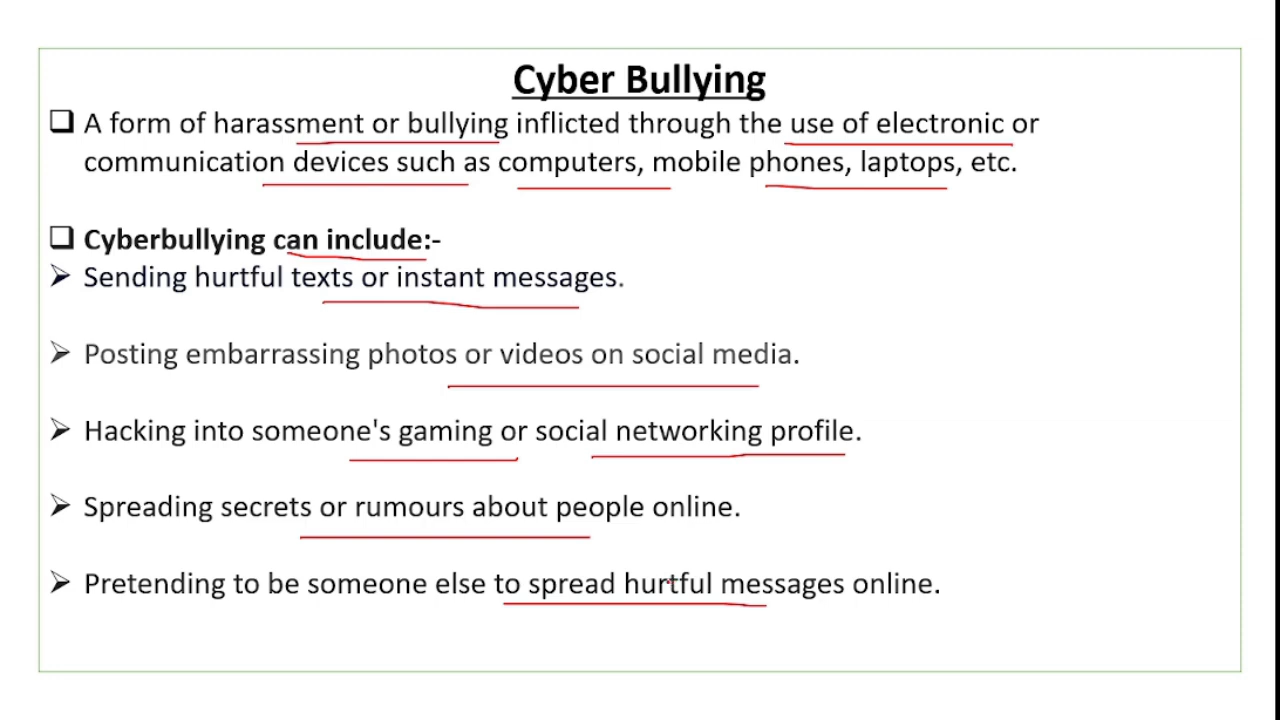 Cyber Bullying
❑ A form of harassment or bullying inflicted through the use of electronic or
communication devices such as computers, mobile phones, laptops, etc.
❑ Cyberbullying can include:-
➢ Sending hurtful texts or instant messages.
➢ Posting embarrassing photos or videos on social media.
➢ Hacking into someone's gaming or social networking profile.
➢ Spreading secrets or rumours about people online.
➢ Pretending to be someone else to spread hurtful messages online.